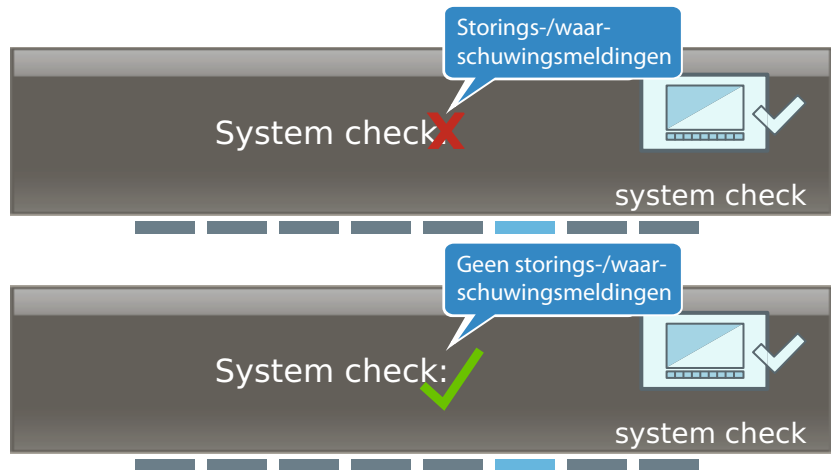 Storings-/waar-
schuwingsmeldingen
System check:
system check
Geen storings-/waar-
schuwingsmeldingen
System check:
system check